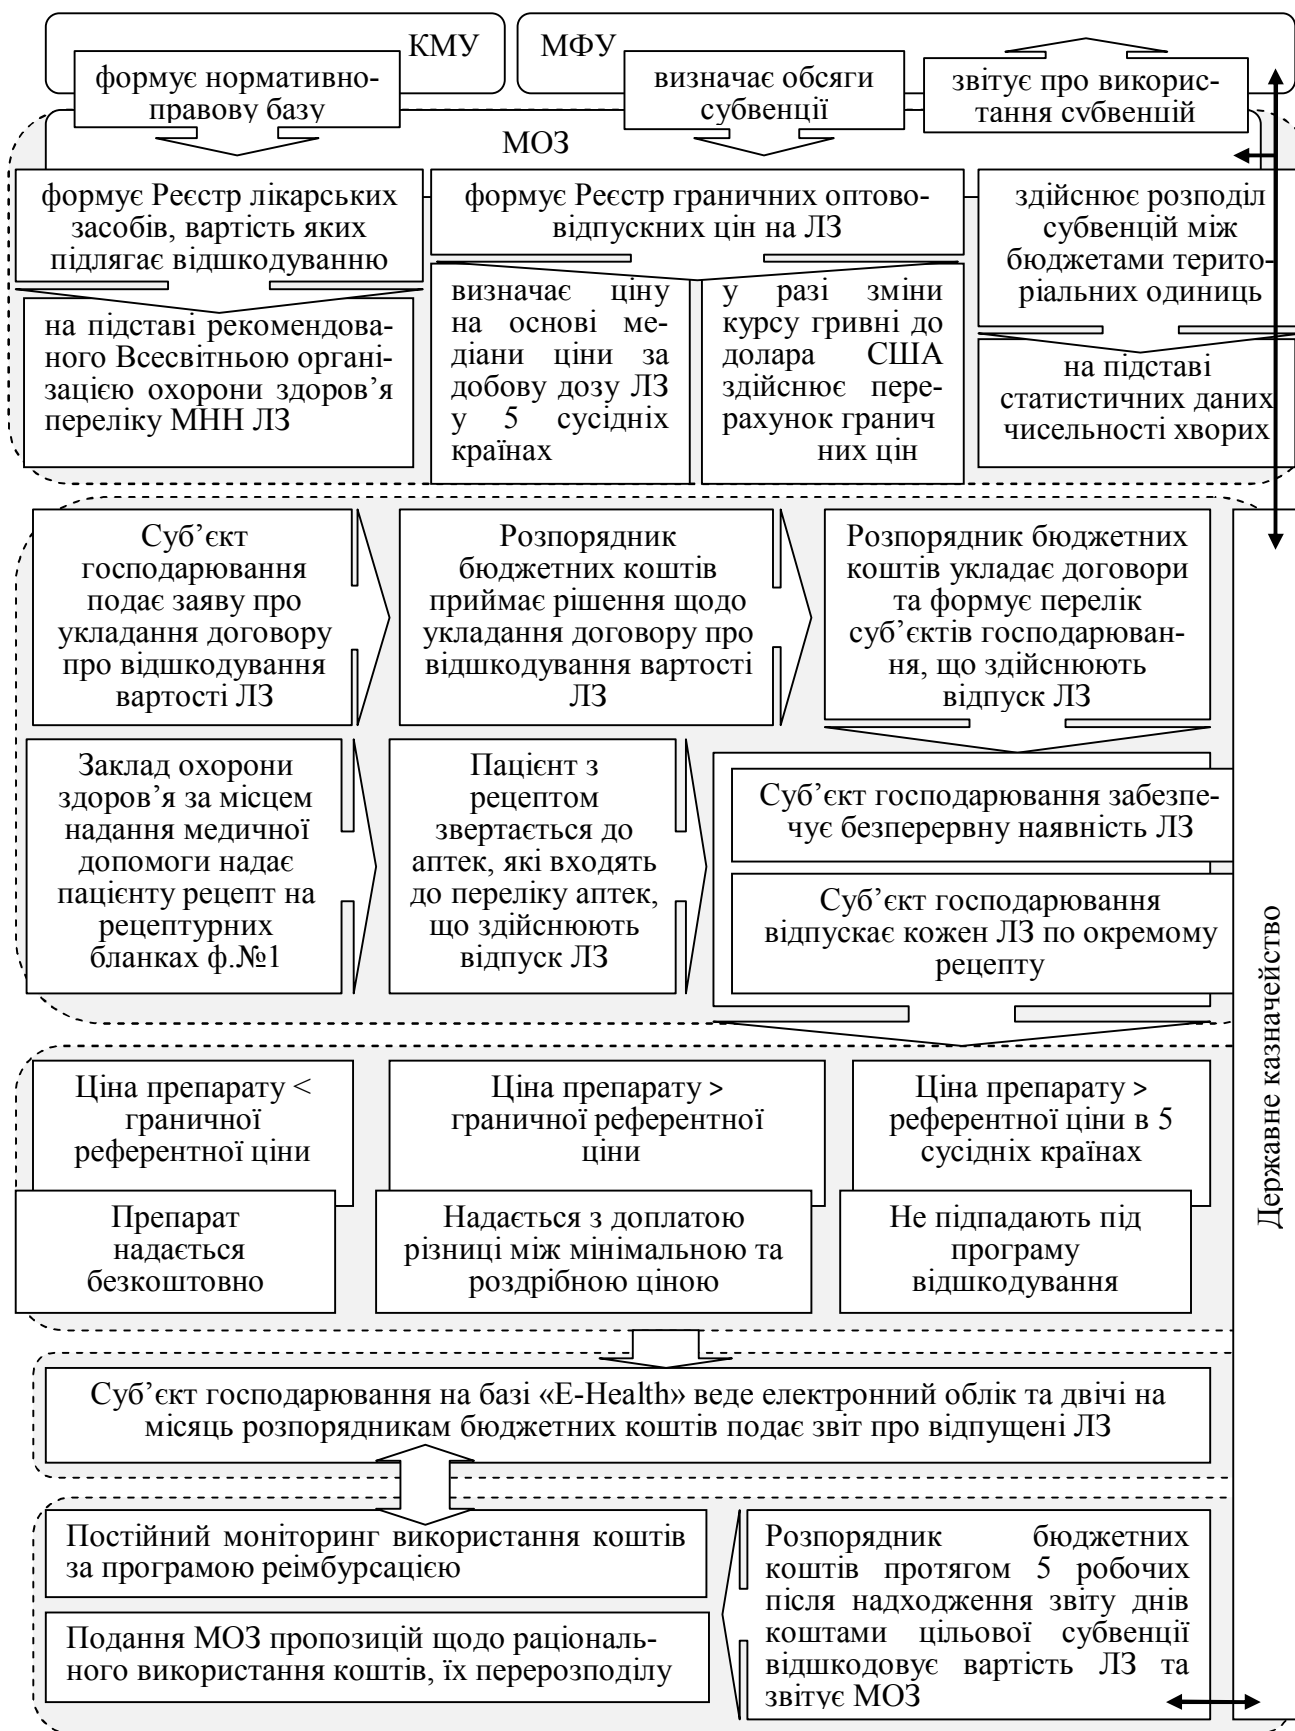 КМУ
МФУ
формує нормативно-
правову базу
визначає обсяги
субвенції
звітує про викорис-
тання субвенцій
МОЗ
формує Реєстр лікарських
засобів, вартість яких
підлягає відшкодуванню
формує Реєстр граничних оптово-
відпускних цін на ЛЗ
здійснює розподіл
субвенцій між
бюджетами терито-
ріальних одиниць
на підставі рекомендова-
ного Всесвітньою органі-
зацією охорони здоров’я
переліку МНН ЛЗ
визначає ціну
на основі ме-
діани ціни за
добову дозу ЛЗ
у 5 сусідніх
країнах
у разі зміни
курсу гривні до
долара США
здійснює пере-
рахунок гранич
них цін
на підставі
статистичних даних
чисельності хворих
Суб’єкт
господарювання
подає заяву про
укладання договору
про відшкодування
вартості ЛЗ
Розпорядник
бюджетних коштів
приймає рішення щодо
укладання договору про
відшкодування вартості
ЛЗ
Розпорядник бюджетних
коштів укладає договори
та формує перелік
суб’єктів господарюван-
ня, що здійснюють
відпуск ЛЗ
Заклад охорони
здоров’я за місцем
надання медичної
допомоги надає
пацієнту рецепт на
рецептурних
бланках ф.№1
Пацієнт з
рецептом
звертається до
аптек, які входять
до переліку аптек,
що здійснюють
відпуск ЛЗ
Суб’єкт господарювання забезпе-
чує безперервну наявність ЛЗ
Суб’єкт господарювання
відпускає кожен ЛЗ по окремому
рецепту
Державне казначейство
Ціна препарату <
граничної
референтної ціни
Ціна препарату >
граничної референтної
ціни
Ціна препарату >
референтної ціни в 5
сусідніх країнах
Препарат
надається
безкоштовно
Надається з доплатою
різниці між мінімальною та
роздрібною ціною
Не підпадають під
програму
відшкодування
Суб’єкт господарювання на базі «E-Health» веде електронний облік та двічі на
місяць розпорядникам бюджетних коштів подає звіт про відпущені ЛЗ
Постійний моніторинг використання коштів
за програмою реімбурсацією
Подання МОЗ пропозицій щодо раціональ-
ного використання коштів, їх перерозподілу
Розпорядник бюджетних
коштів протягом 5 робочих
після надходження звіту днів
коштами цільової субвенції
відшкодовує вартість ЛЗ та
звітує МОЗ